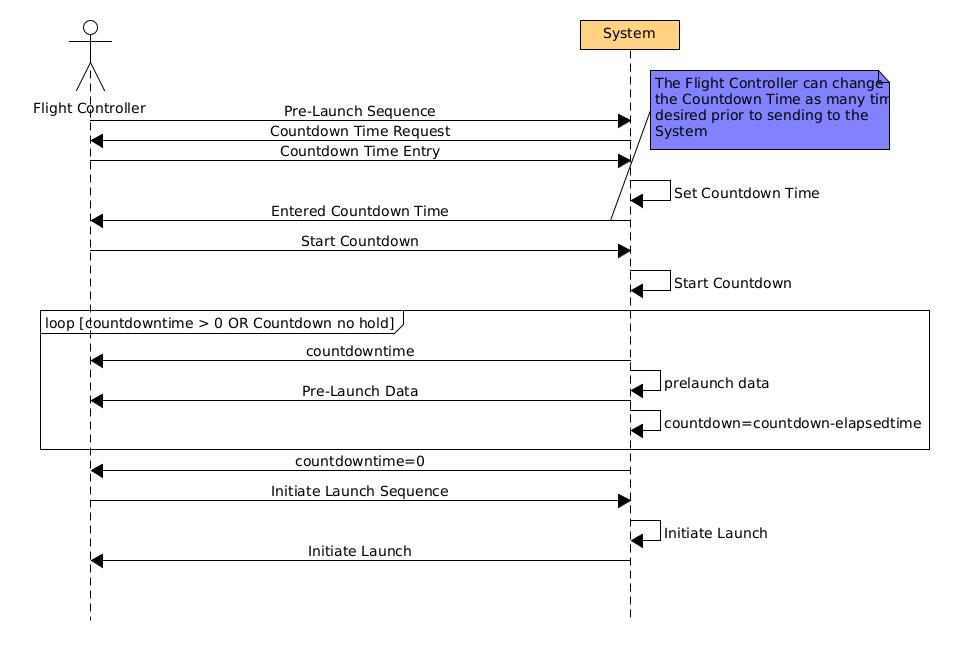 System
Flight Controller
The Flight Controller can change
the Countdown Time as many
desired prior to sending to the
System
Pre-Launch Sequence
Countdown Time Request
Countdown Time Entry
Set Countdown Time
Entered Countdown Time
Start Countdown
Start Countdown
loop [countdowntime > 0 OR Countdown no hold]
countdowntime
prelaunch data
Pre-Launch Data
countdown=countdown-elapsedtime
countdowntime=0
Initiate Launch Sequence
Initiate Launch
Initiate Launch